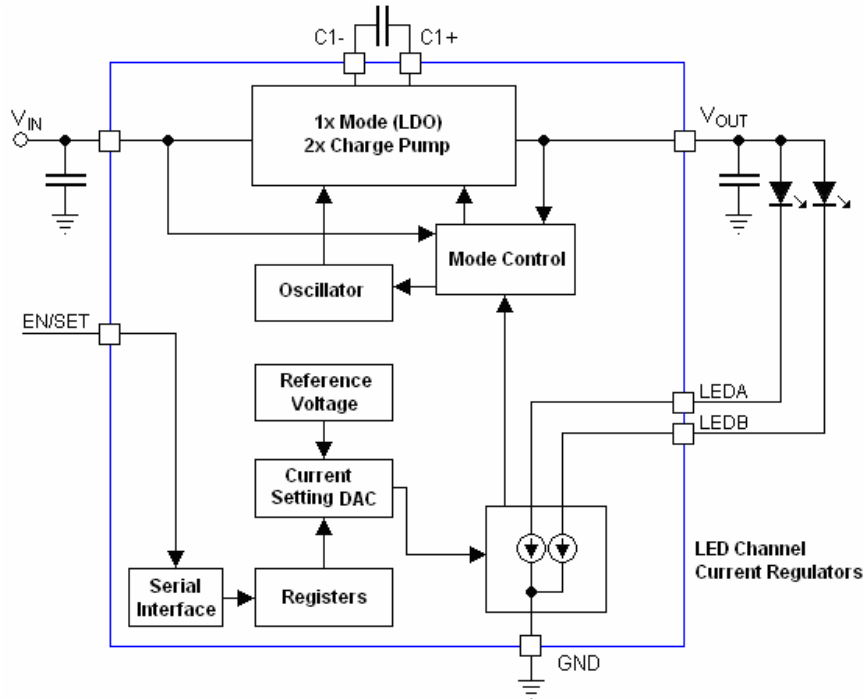 C1-
C1+
VIN
1x Mode (LDO)
2x Charge Pump
VOUT
Mode Control
Oscillator
EN/SET
Reference
Voltage
LEDA
LEDB
Current
Setting DAC
LED Channel
Current Regulators
Serial
Interface
Registers
GND